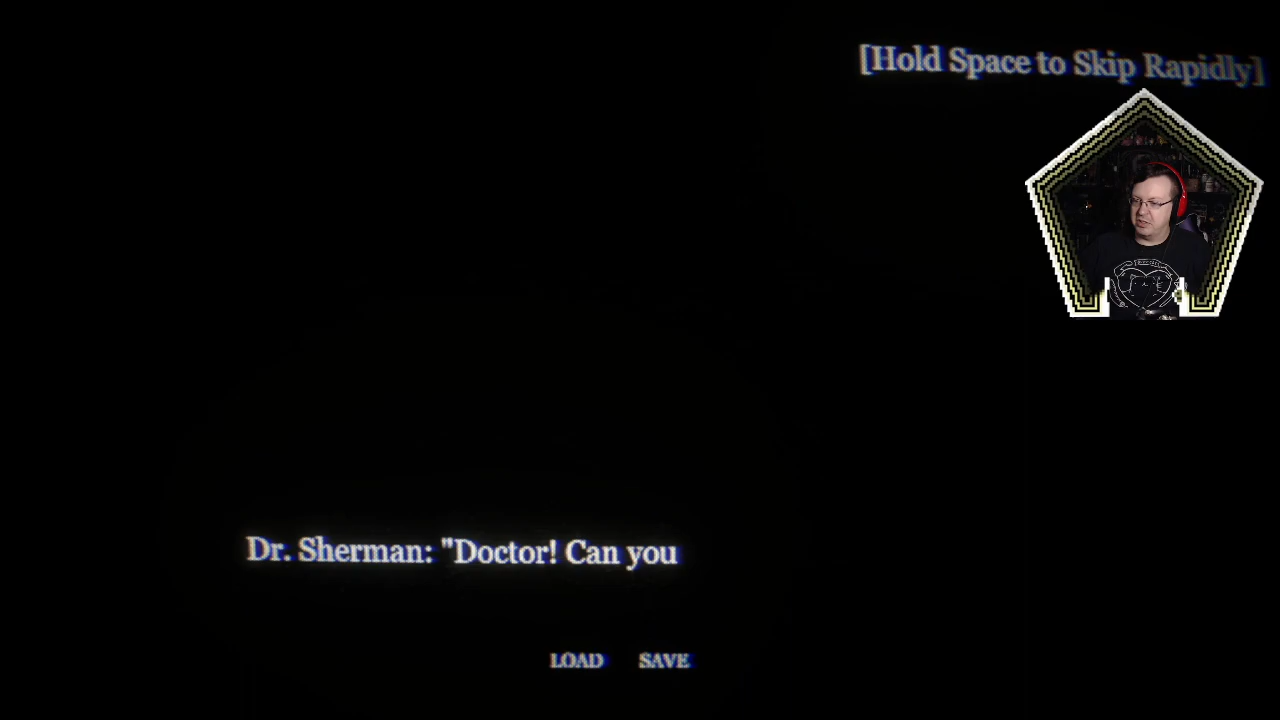 [Hold Space to Skip Rapidly]
Dr. Sherman: "Doctor! Can you
LOAD SAVE